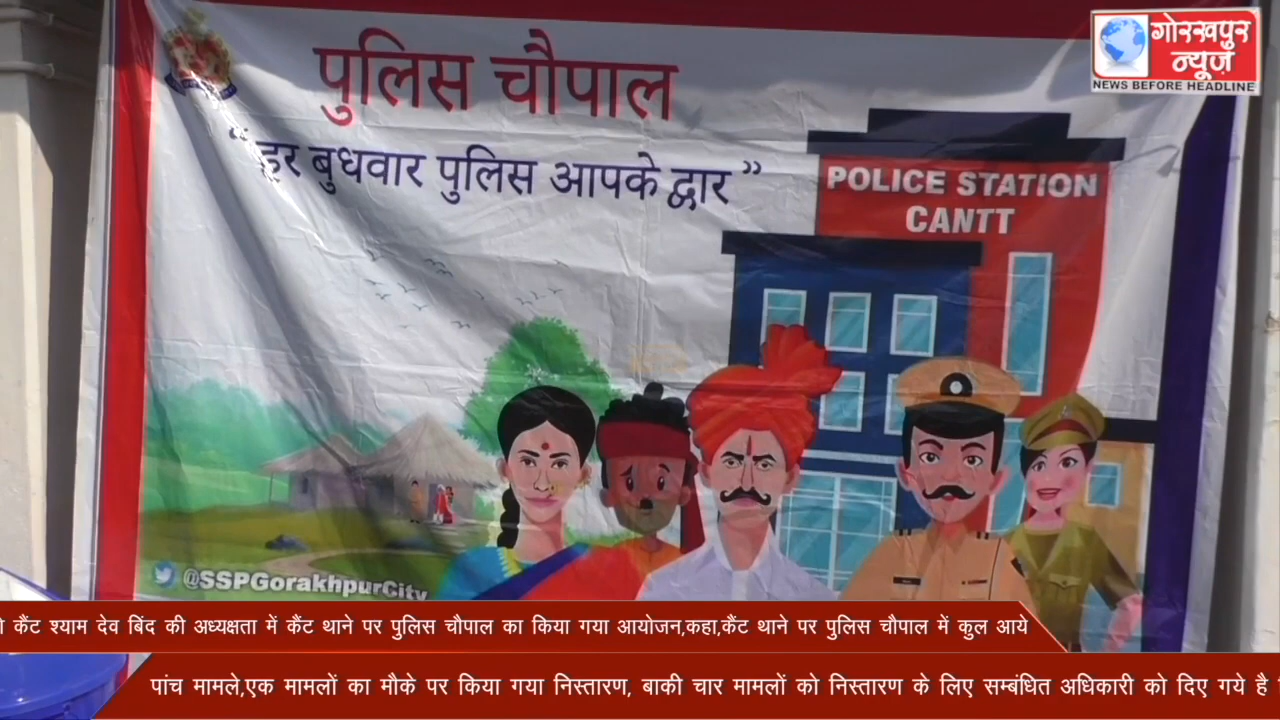 गोरखपुर
न्यूज़
NEWS BEFORE HEADLINE
पुलिस चौपाल
“हर बुधवार पुलिस आपके द्वार”
POLICE STATION
CANTT
@SSPGorakhpurCity
कैंट श्याम देव बिंद की अध्यक्षता में कैंट थाने पर पुलिस चौपाल का किया गया आयोजन,कहा,कैंट थाने पर पुलिस चौपाल में कुल आये
पांच मामले,एक मामलों का मौके पर किया गया निस्तारण, बाकी चार मामलों को निस्तारण के लिए सम्बंधित अधिकारी को दिए गये है